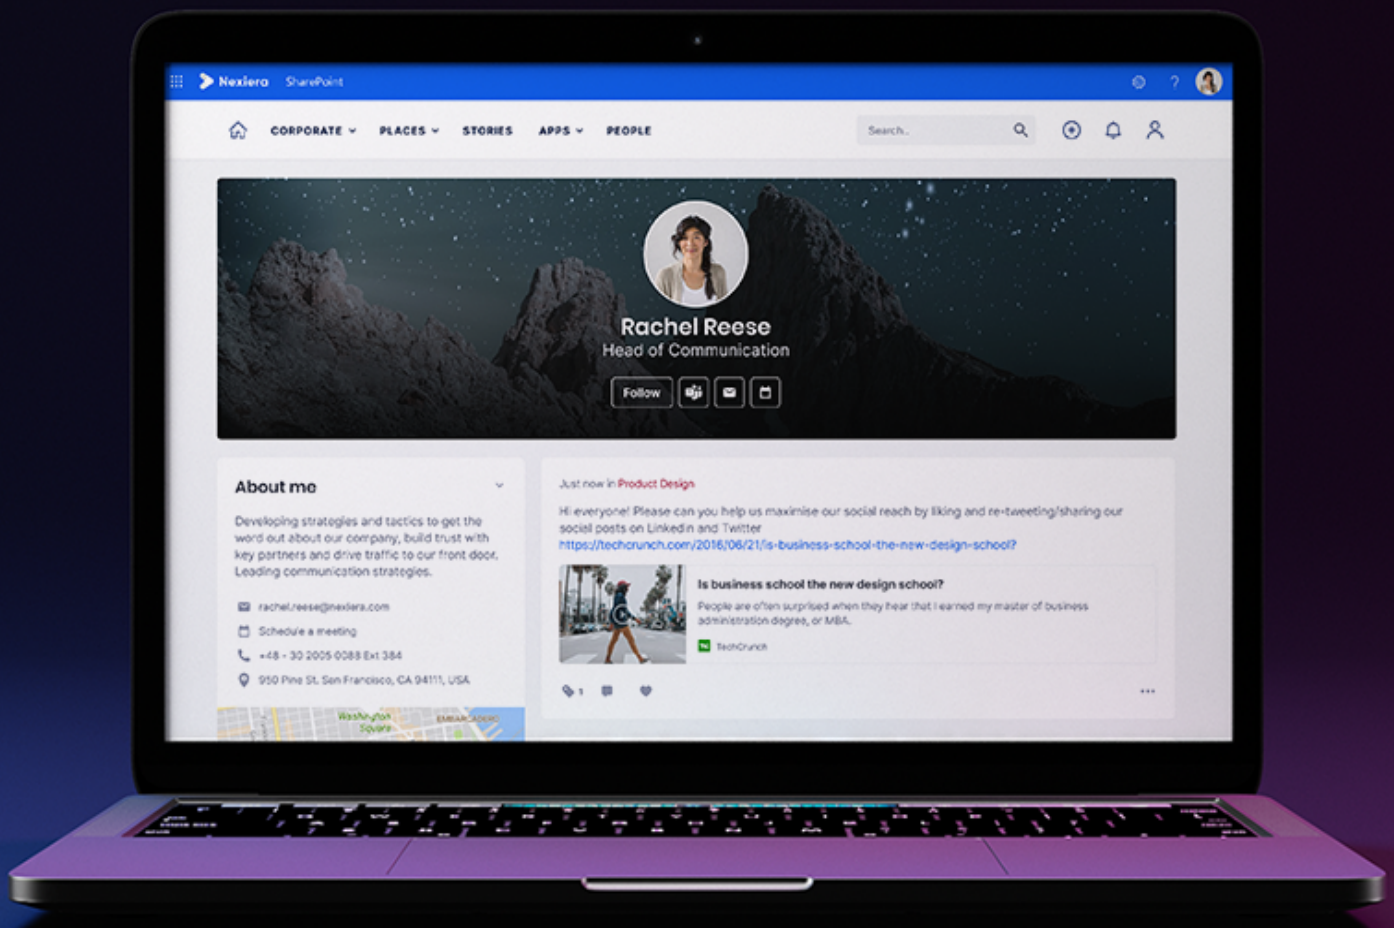 Nexiera SharePoint ?
CORPORATE PLACES STORIES APPS PEOPLE Search..
Rachel Reese
Head of Communication
Follow
About me
Developing strategies and tactics to get the
word out about our company, build trust with
key partners and drive traffic to our front door.
Leading communication strategies.
rachel.reese@nexiera.com
Schedule a meeting
+48 - 30 2005 0088 Ext 384
950 Pine St. San Francisco, CA 94111, USA
Washington
Square
EMBARCADERO
Just now in Product Design
Hi everyone! Please can you help us maximise our social reach by liking and re-tweeting/sharing our
social posts on LinkedIn and Twitter
https://techcrunch.com/2016/06/21/is-business-school-the-new-design-school?
Is business school the new design school?
People are often surprised when they hear that I earned my master of business
administration degree, or MBA.
TechCrunch
1